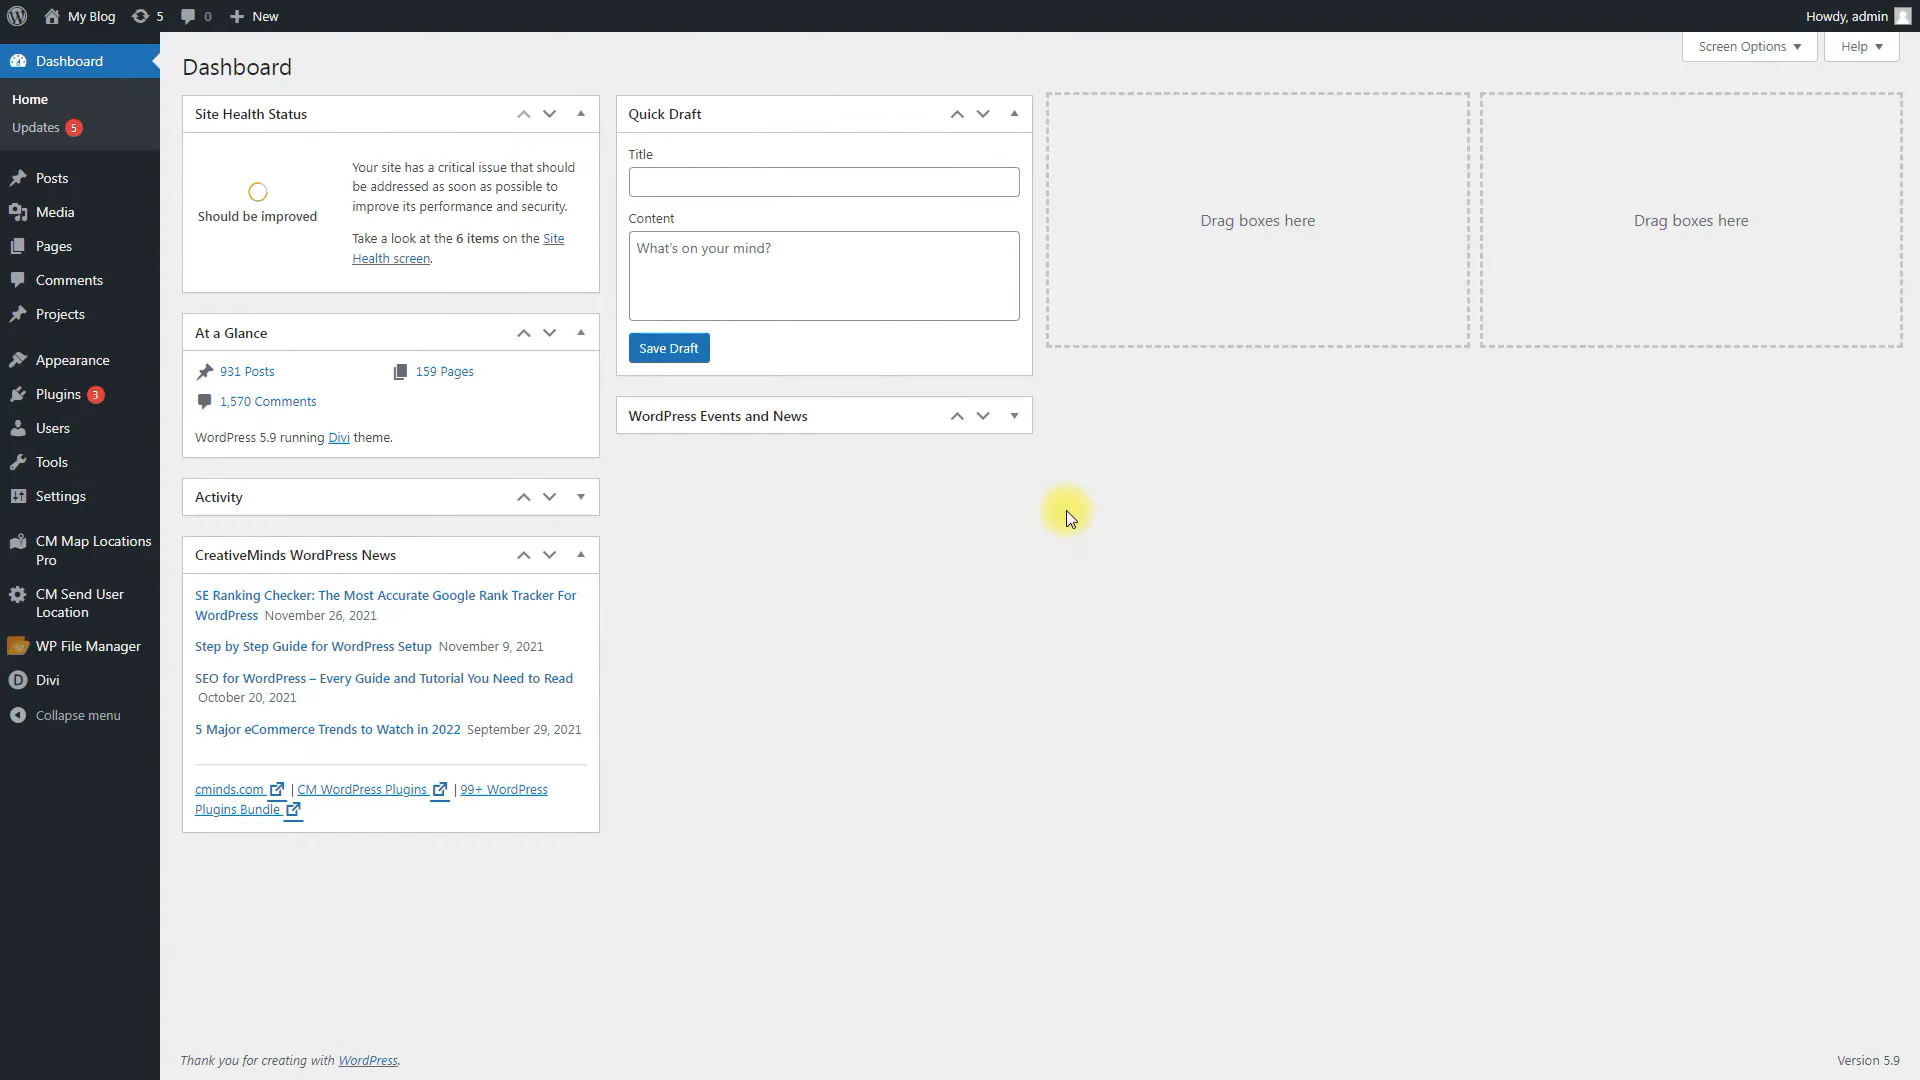 My Blog
5
0
New
Howdy, admin
Dashboard
Home
Updates 5
Posts
Media
Pages
Comments
Projects
Appearance
Plugins 3
Users
Tools
Settings
CM Map Locations
Pro
CM Send User
Location
WP File Manager
Divi
Collapse menu
Screen Options
Help
Dashboard
Site Health Status
Should be improved
Your site has a critical issue that should
be addressed as soon as possible to
improve its performance and security.
Take a look at the 6 items on the Site
Health screen.
At a Glance
931 Posts
159 Pages
1,570 Comments
WordPress 5.9 running Divi theme.
Activity
CreativeMinds WordPress News
SE Ranking Checker: The Most Accurate Google Rank Tracker For
WordPress November 26, 2021
Step by Step Guide for WordPress Setup November 9, 2021
SEO for WordPress – Every Guide and Tutorial You Need to Read
October 20, 2021
5 Major eCommerce Trends to Watch in 2022 September 29, 2021
cminds.com | CM WordPress Plugins | 99+ WordPress
Plugins Bundle
Quick Draft
Title
Content
What's on your mind?
Save Draft
WordPress Events and News
Drag boxes here
Drag boxes here
Thank you for creating with WordPress.
Version 5.9